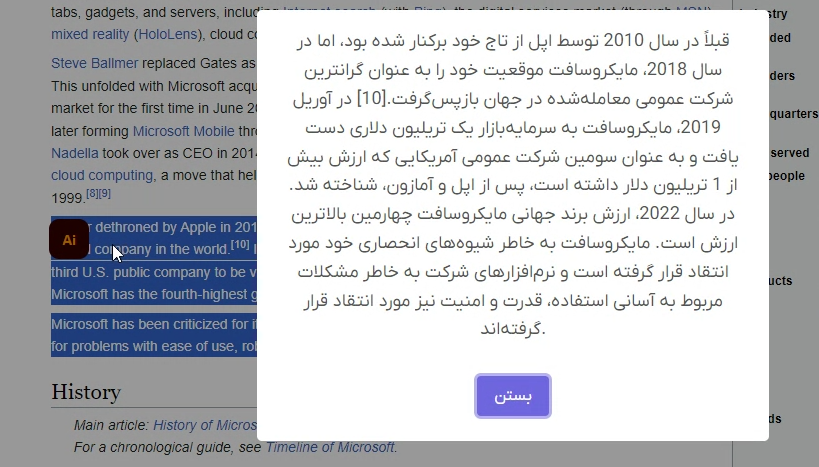 tabs, gadgets, and servers, including Internet search (with Bing), the digital services market (through MSN),
mixed reality (HoloLens), cloud co
Steve Ballmer replaced Gates as
This unfolded with Microsoft acqu
market for the first time in June 20
later forming Microsoft Mobile thr
Nadella took over as CEO in 201
cloud computing, a move that hel
1999.[8][9]
r dethroned by Apple in 201
company in the world.[10]
third U.S. public company to be v
Microsoft has the fourth-highest g
Microsoft has been criticized for it
for problems with ease of use, rob
History
Main article: History of Micros
For a chronological guide, see Timeline of Microsoft.
Ai
قبلاً در سال 2010 توسط اپل از تاج خود برکنار شده بود، اما در
سال 2018، مایکروسافت موقعیت خود را به عنوان گرانترین
شرکت عمومی معامله‌شده در جهان بازپس‌گرفت.[10] در آوریل
2019، مایکروسافت به سرمایه‌بازار یک تریلیون دلاری دست
یافت و به عنوان سومین شرکت عمومی آمریکایی که ارزش بیش
از 1 تریلیون دلار داشته است، پس از اپل و آمازون، شناخته شد.
در سال 2022، ارزش برند جهانی مایکروسافت چهارمین بالاترین
ارزش است. مایکروسافت به خاطر شیوه‌های انحصاری خود مورد
انتقاد قرار گرفته است و نرم‌افزارهای شرکت به خاطر مشکلات
مربوط به آسانی استفاده، قدرت و امنیت نیز مورد انتقاد قرار
گرفته‌اند.
بستن
stry
ded
ders
quarters
served
people
ucts
ds